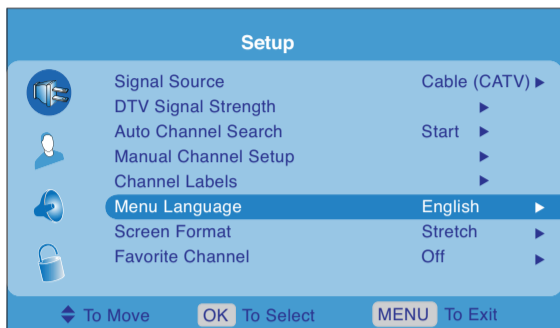 Setup
Signal Source Cable (CATV)
DTV Signal Strength
Auto Channel Search Start
Manual Channel Setup
Channel Labels
Menu Language English
Screen Format Stretch
Favorite Channel Off
To Move OK To Select MENU To Exit